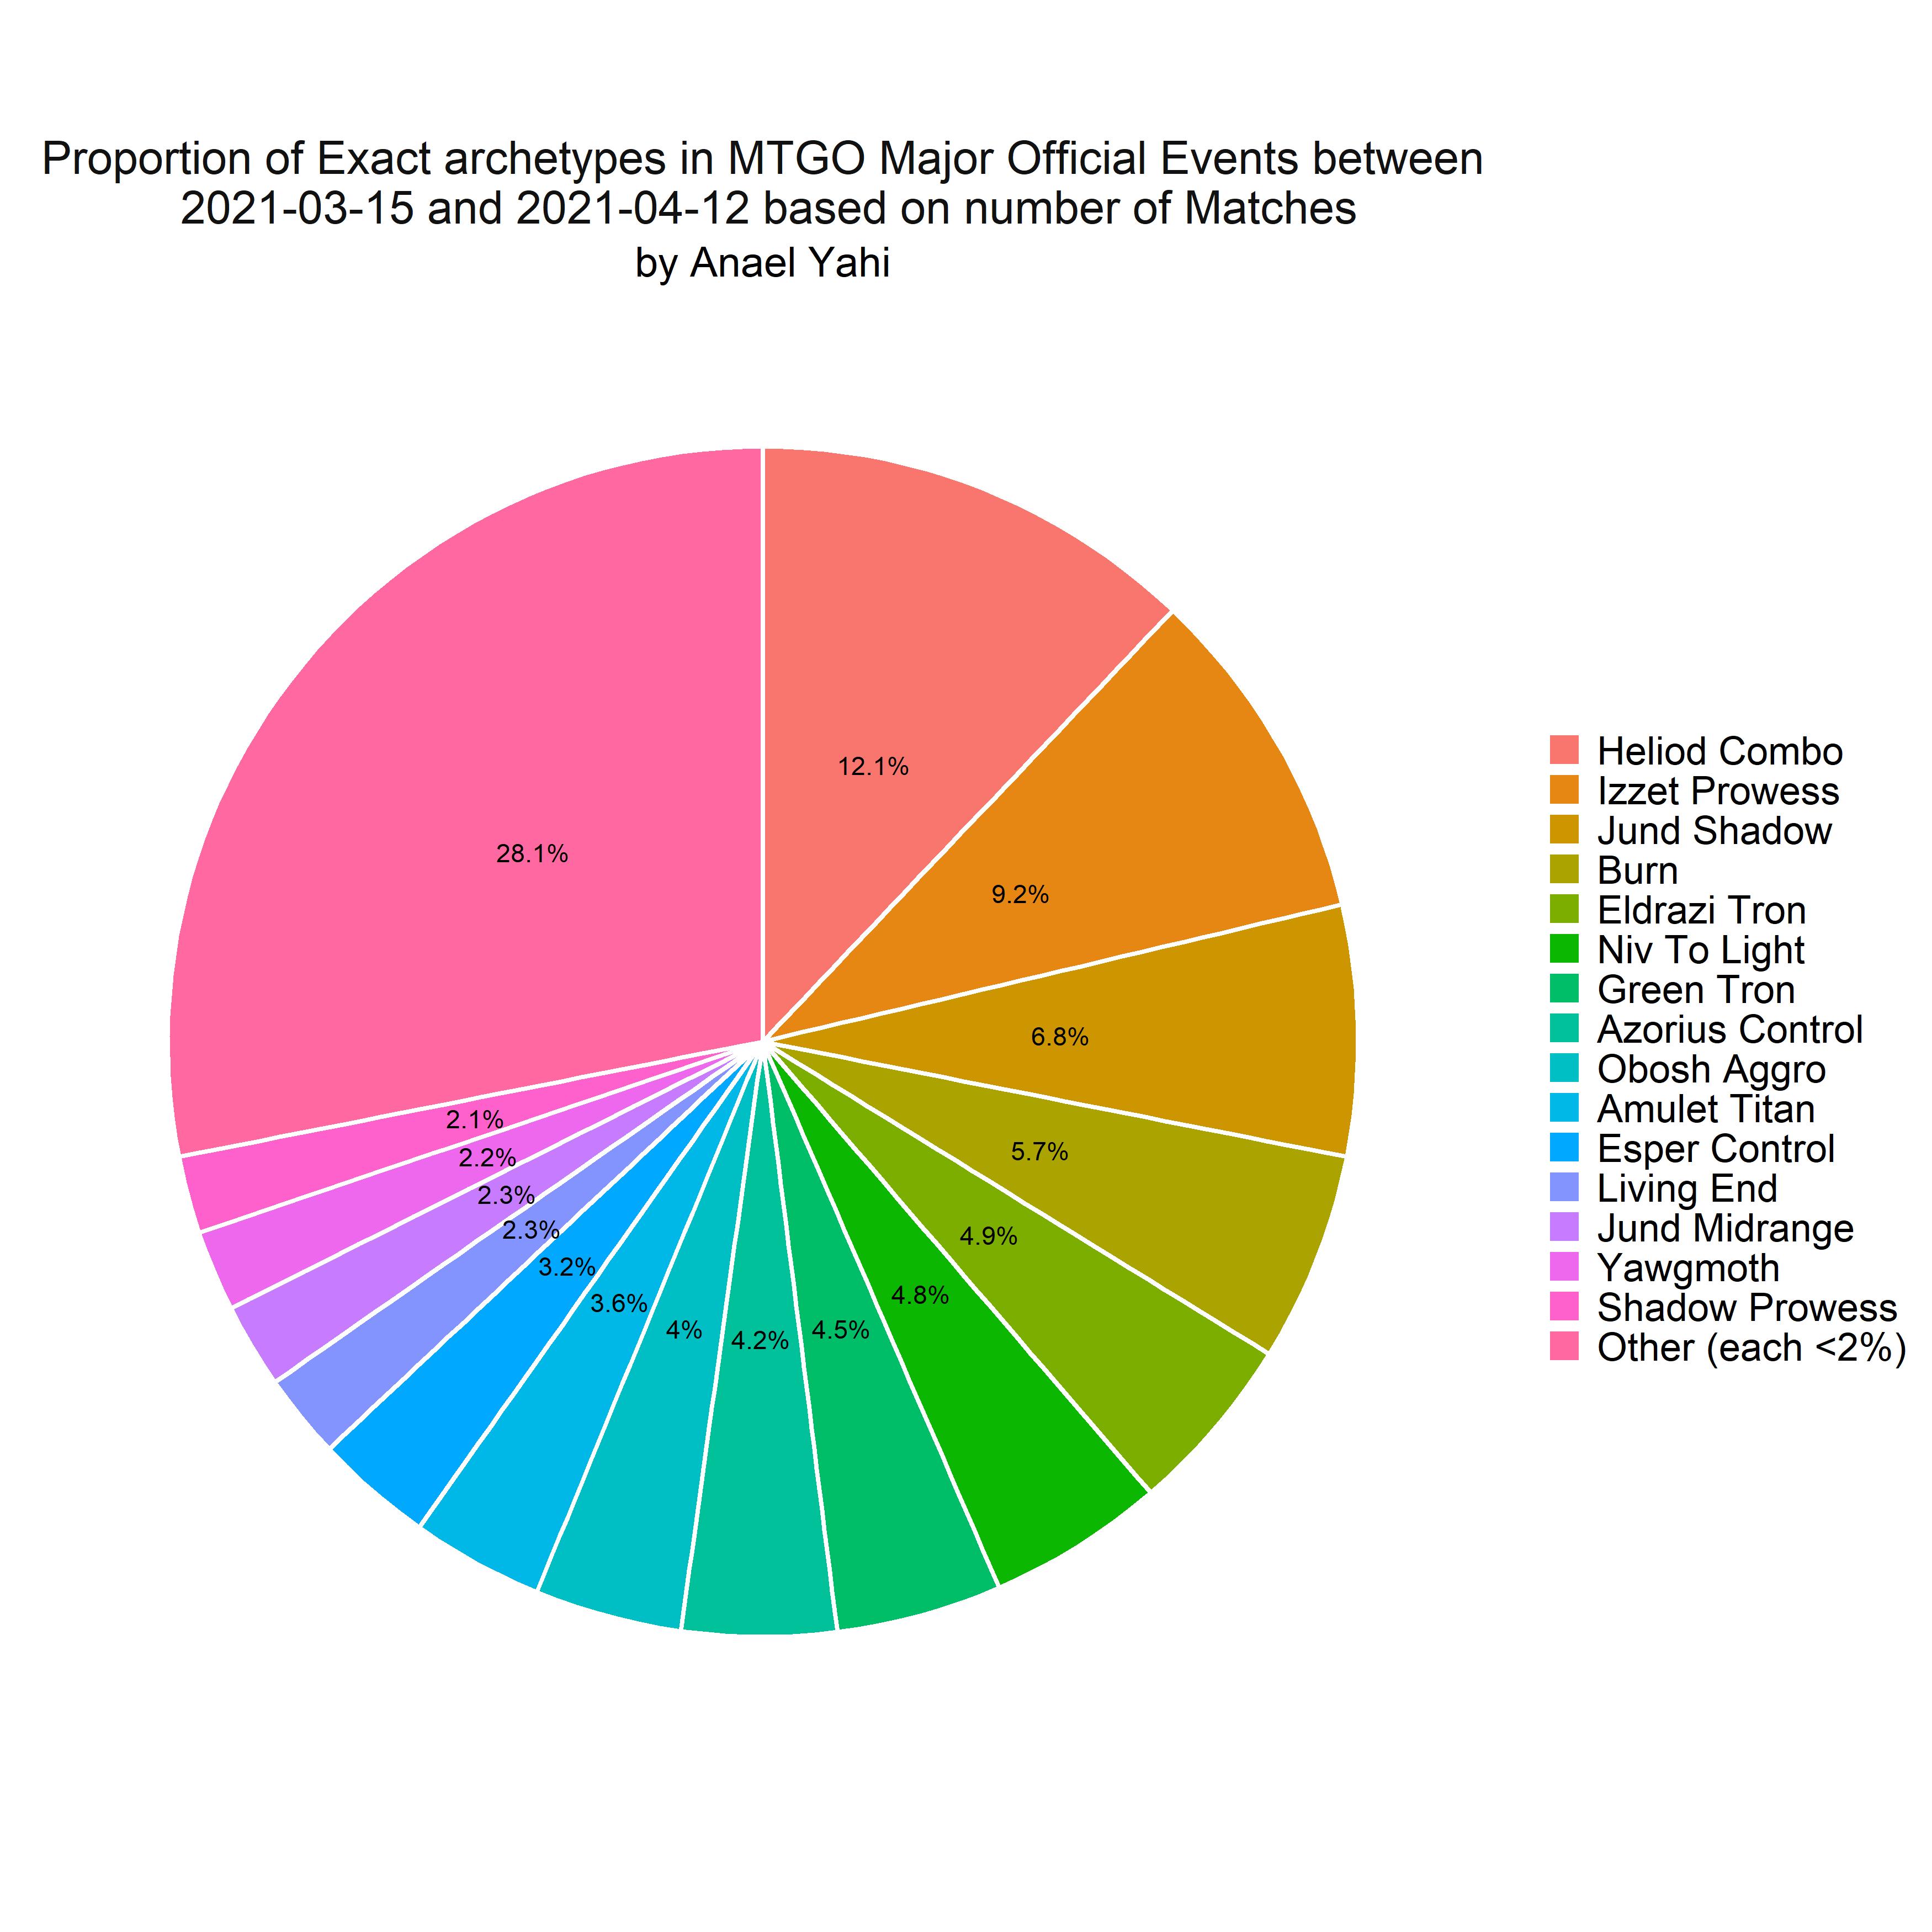 Proportion of Exact archetypes in MTGO Major Official Events between
2021-03-15 and 2021-04-12 based on number of Matches
by Anael Yahi
12.1%
9.2%
6.8%
5.7%
4.9%
4.8%
4.5%
4.2%
4%
3.6%
3.2%
2.3%
2.3%
2.2%
2.1%
28.1%
Heliod Combo
Izzet Prowess
Jund Shadow
Burn
Eldrazi Tron
Niv To Light
Green Tron
Azorius Control
Obosh Aggro
Amulet Titan
Esper Control
Living End
Jund Midrange
Yawgmoth
Shadow Prowess
Other (each <2%)